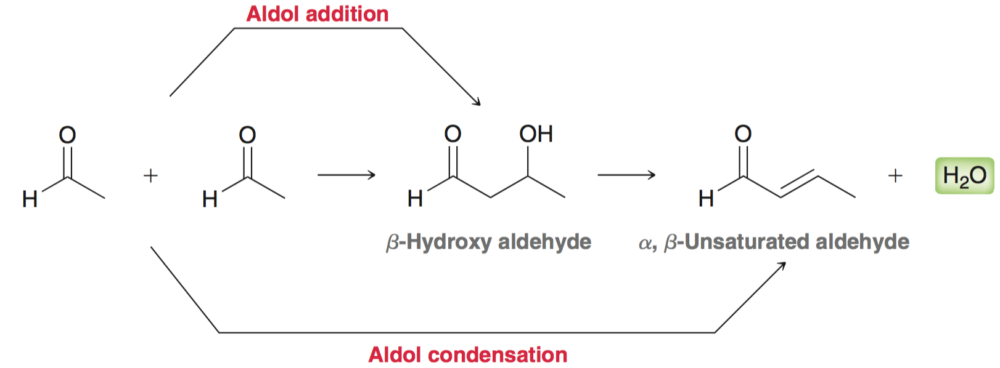 Aldol addition
O O O OH O
+ + H₂O
H H H H
β-Hydroxy aldehyde α, β-Unsaturated aldehyde
Aldol condensation